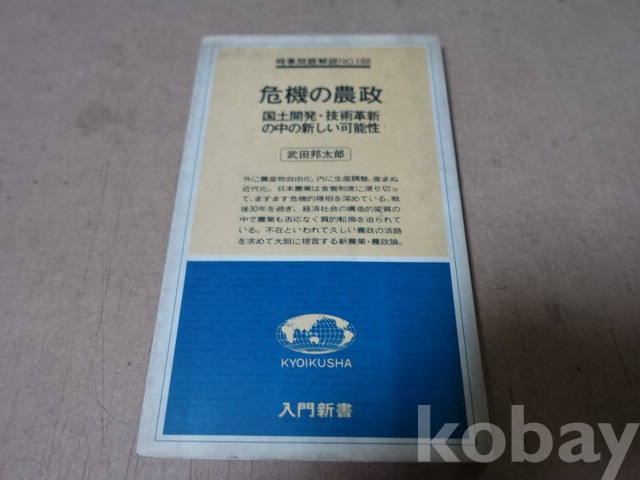 時事問題解説NO.188
危機の農政
国土開発・技術革新
の中の新しい可能性
武田邦太郎
外に農産物自由化、内に生産調整、進まぬ
近代化。日本農業は食管制度に浸り切っ
て、ますます危機的様相を深めている。戦
後30年を過ぎ、経済社会の構造的変質の
中で農業も否応なく質的転換を迫られて
いる。不在といわれて久しい農政の活路
を求めて大胆に提言する新農業・農政論。
KYOIKUSHA
入門新書
kobay